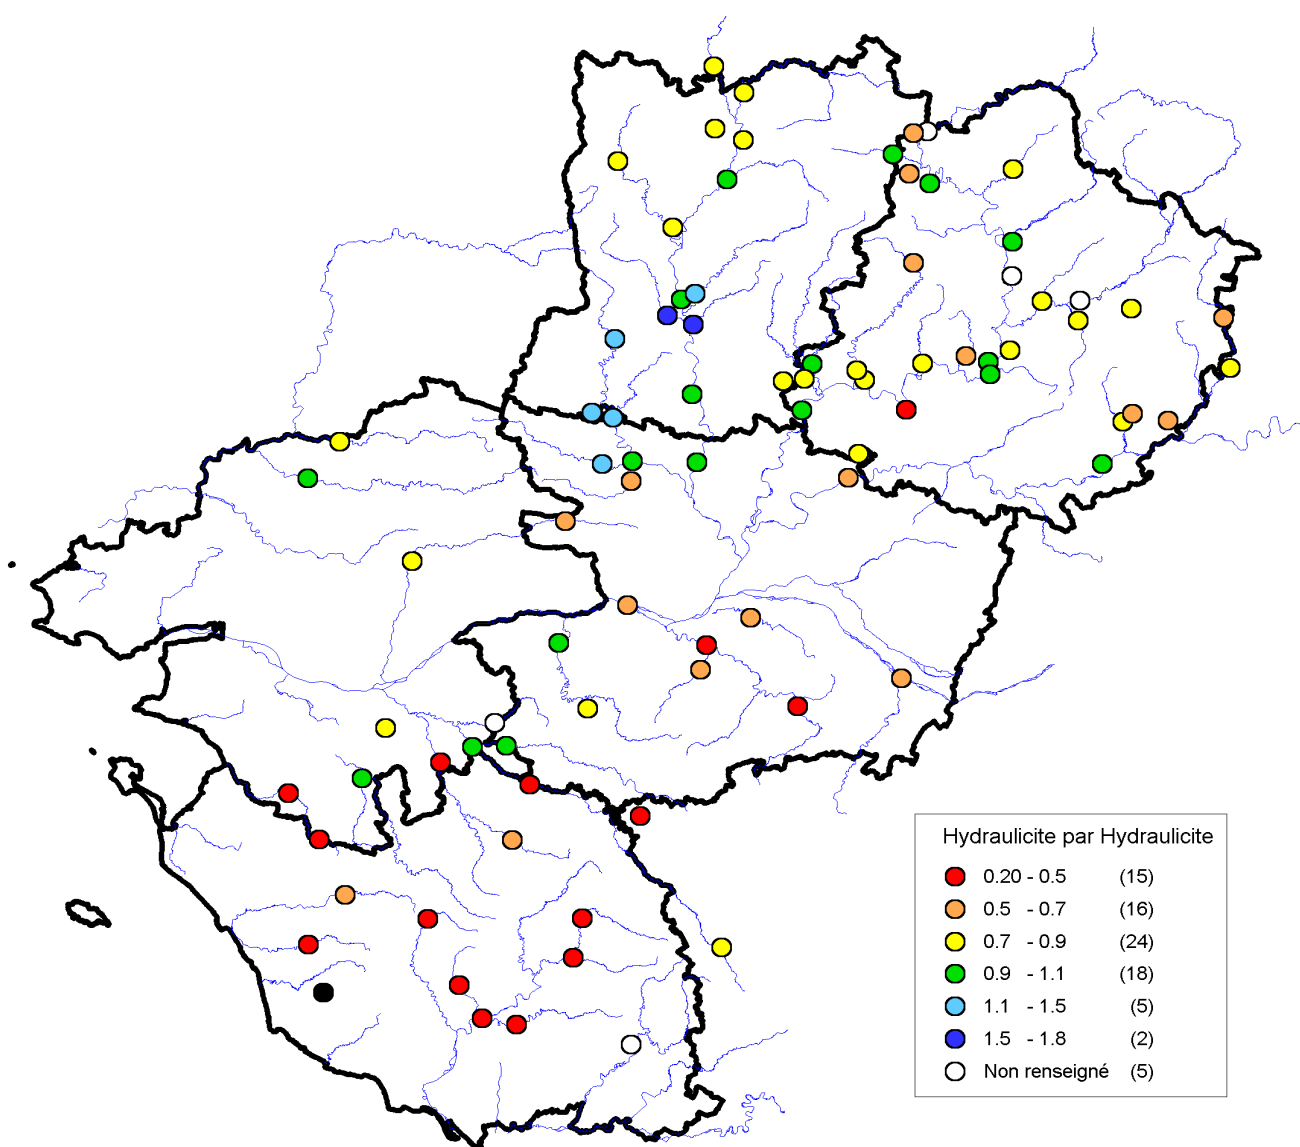 Hydraulicite par Hydraulicite
0.20 - 0.5 (15)
0.5 - 0.7 (16)
0.7 - 0.9 (24)
0.9 - 1.1 (18)
1.1 - 1.5 (5)
1.5 - 1.8 (2)
Non renseigné (5)